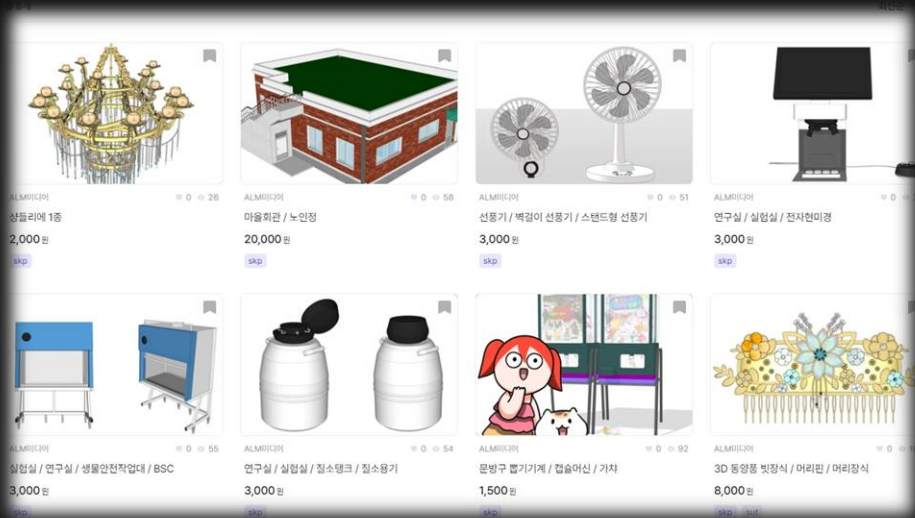 ALM미디어 0 26
ALM미디어 0 58
ALM미디어 0 51
ALM미디어 0
샹들리에 1종
마을회관 / 노인정
선풍기 / 벽걸이 선풍기 / 스탠드형 선풍기
연구실 / 실험실 / 전자현미경
2,000원
20,000원
3,000원
3,000원
skp
skp
skp
skp
ALM미디어 0 55
ALM미디어 0 54
ALM미디어 0 92
ALM미디어 0
실험실 / 연구실 / 생물안전작업대 / BSC
연구실 / 실험실 / 질소탱크 / 질소용기
문방구 뽑기기계 / 캡슐머신 / 가챠
3D 동양풍 빗장식 / 머리핀 / 머리장식
3,000원
3,000원
1,500원
8,000원
skp
skp
skp
skp sut